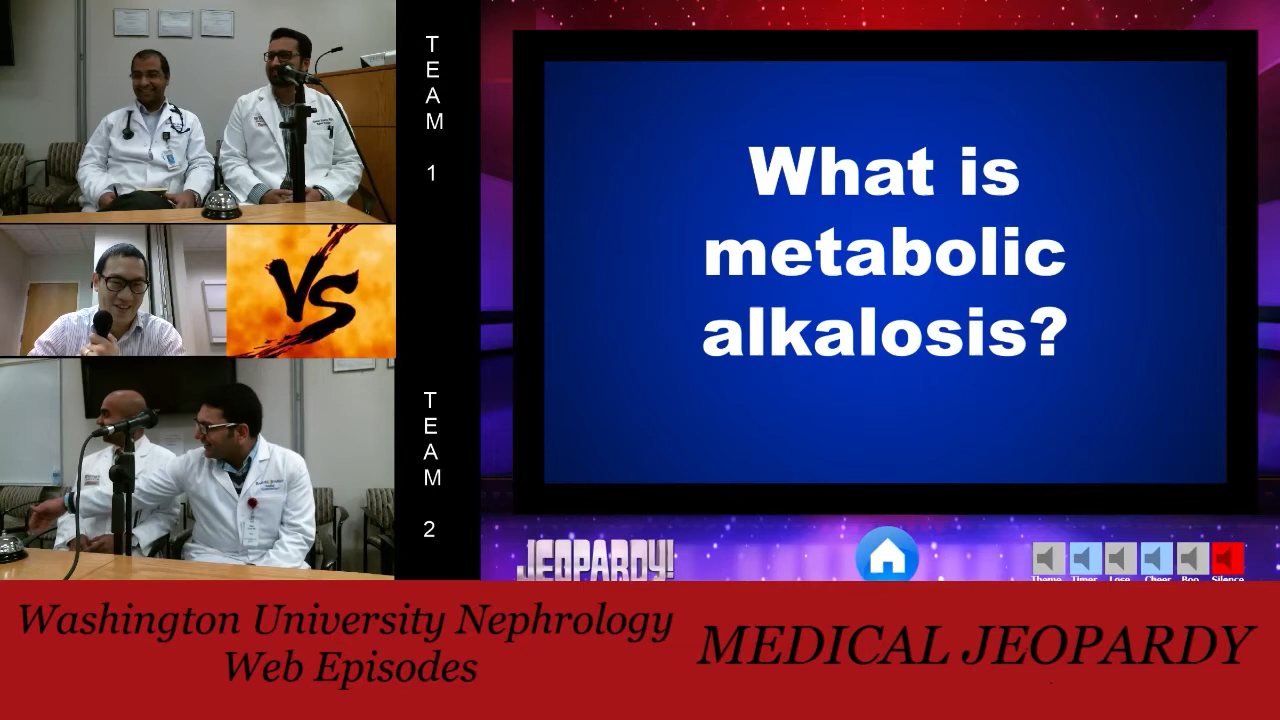 TEAM 1
VS
TEAM 2
What is
metabolic
alkalosis?
JEOPARDY!
Theme Timer Lose Cheer Boo Silence
Washington University Nephrology
Web Episodes
MEDICAL JEOPARDY